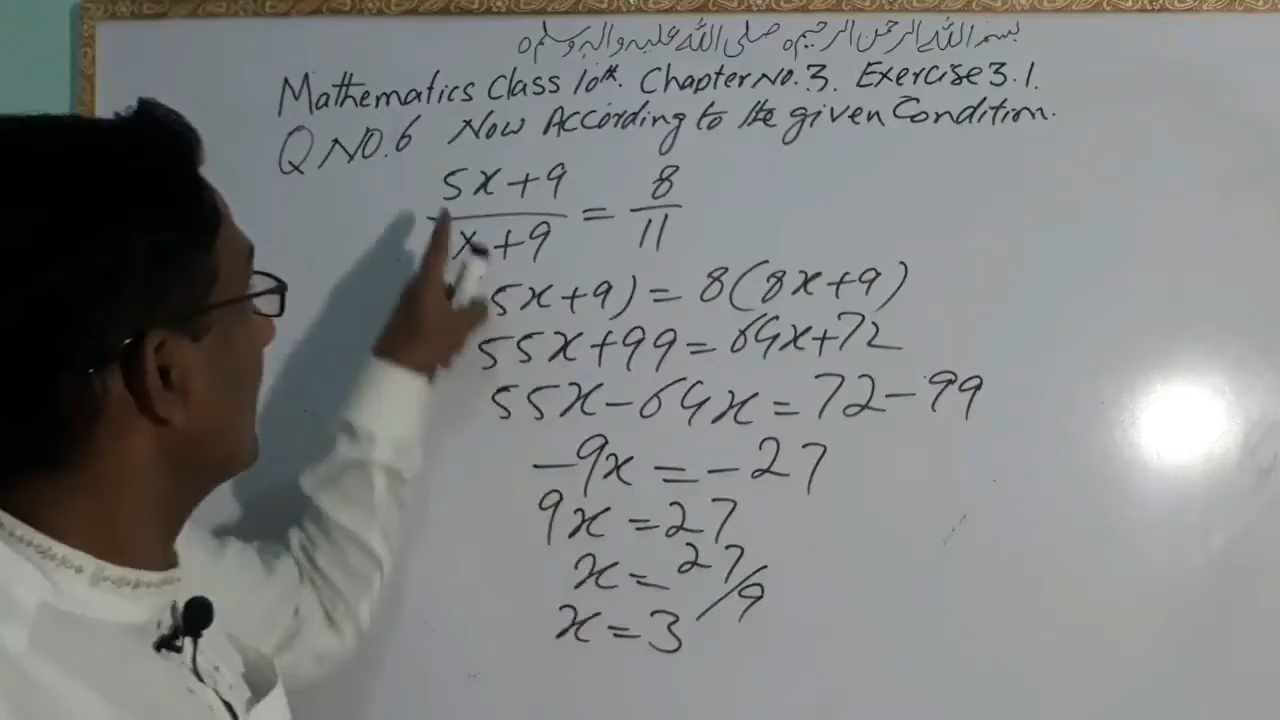 بسم اللہ الرحمن الرحیم ہ صلی اللہ علیہ والہ وسلم ہ
Mathematics Class 10th. Chapter No. 3. Exercise 3.1.
Q NO.6 Now According to the given Condition.
5x+9 / x+9 = 8/11
5x+9) = 8(8x+9)
55x+99=64x+72
55x-64x=72-99
-9x=-27
9x=27
x=27/9
x=3